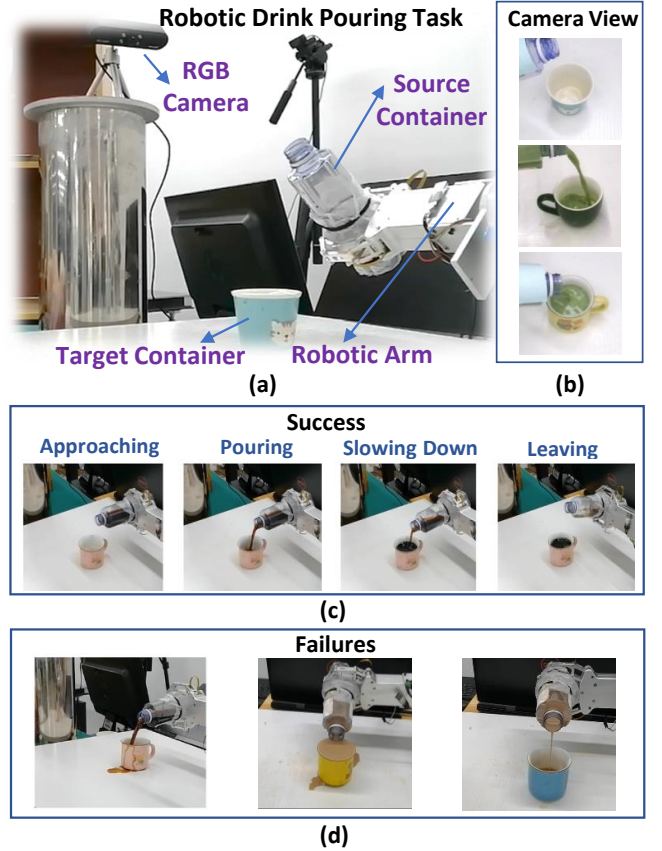 Robotic Drink Pouring Task
RGB
Camera
Source
Container
Target Container
Robotic Arm
(a)
Camera View
(b)
Success
Approaching
Pouring
Slowing Down
Leaving
(c)
Failures
(d)